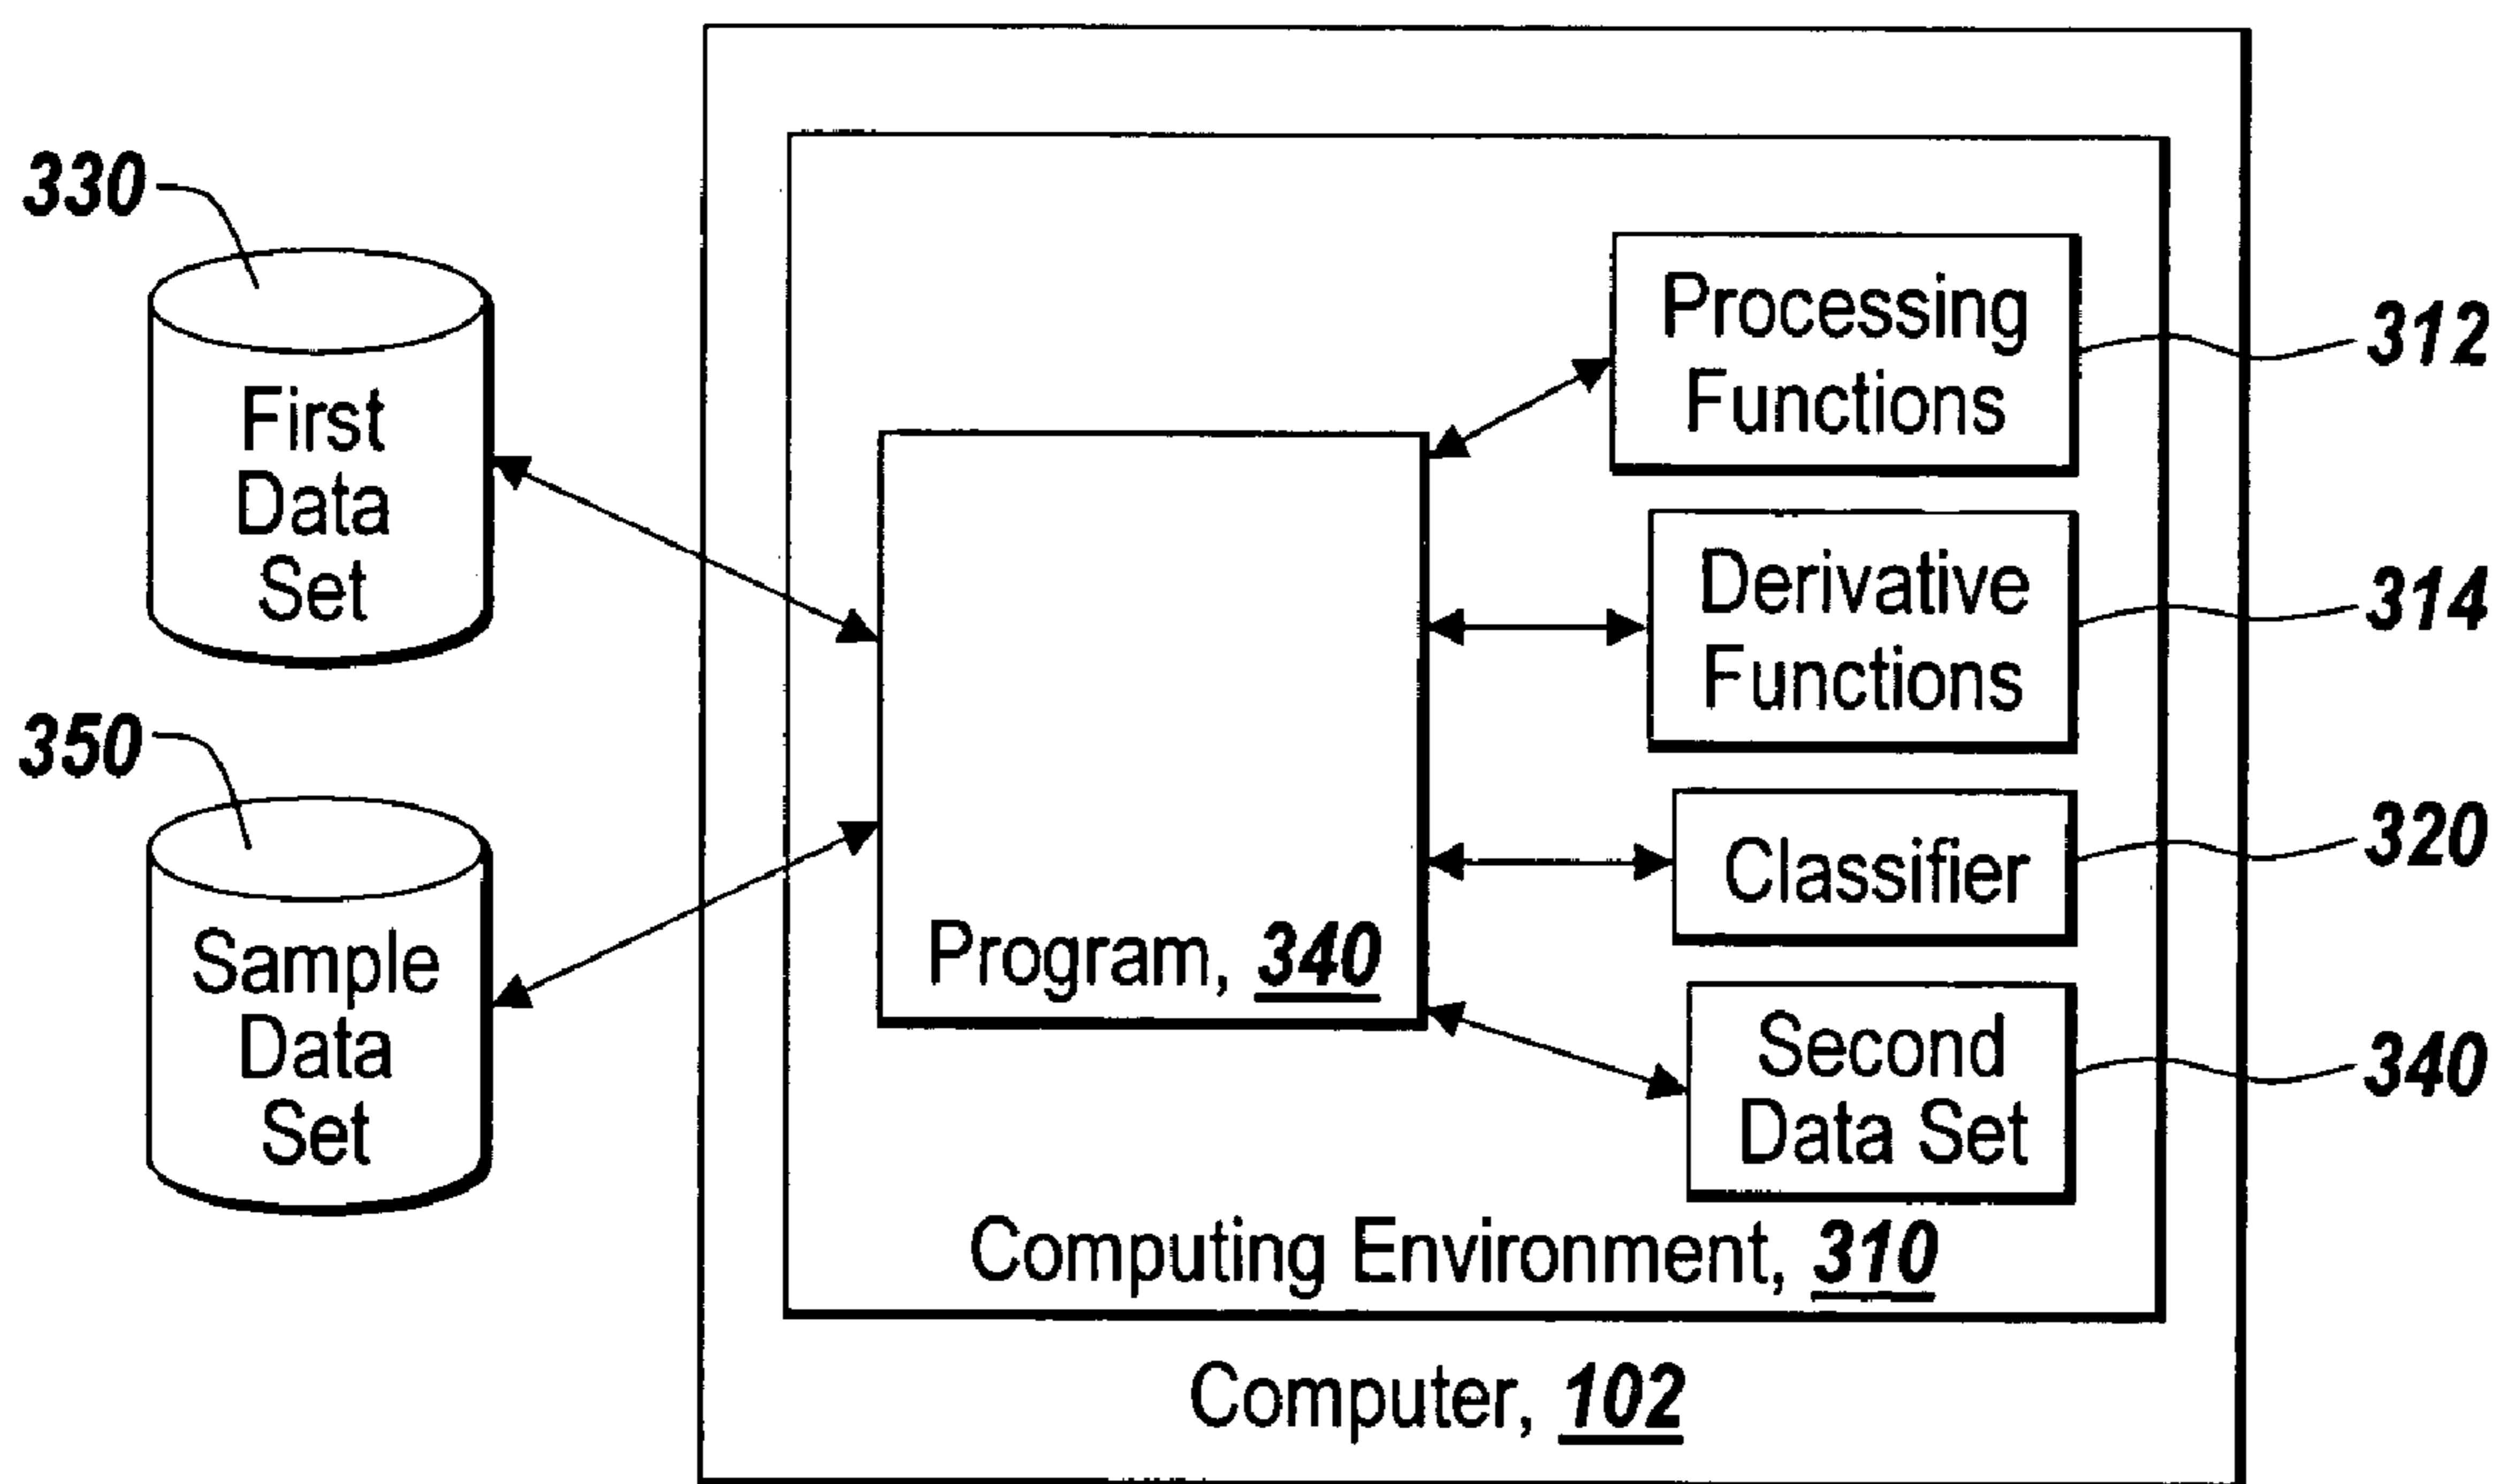 330
First
Data
Set
350
Sample
Data
Set
Processing
Functions
312
Derivative
Functions
314
Classifier
320
Program, 340
Second
Data Set
340
Computing Environment, 310
Computer, 102